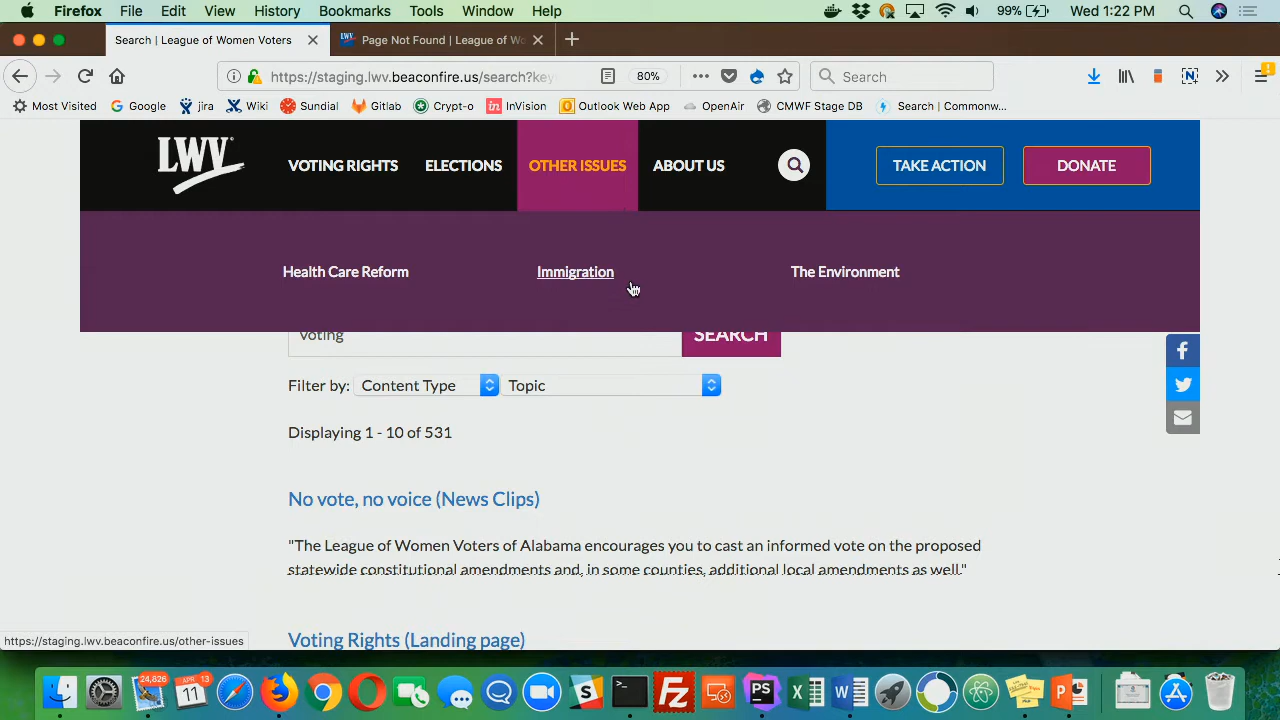 Firefox File Edit View History Bookmarks Tools Window Help 99% Wed 1:22 PM
Search | League of Women Voters Page Not Found | League of Wo
https://staging.lwv.beaconfire.us/search?key 80% Search
Most Visited Google jira Wiki Sundial Gitlab Crypt-o InVision Outlook Web App OpenAir CMWF Stage DB Search | Commonw...
LWV VOTING RIGHTS ELECTIONS OTHER ISSUES ABOUT US TAKE ACTION DONATE
Health Care Reform Immigration The Environment
Voting SEARCH
Filter by: Content Type Topic
Displaying 1 - 10 of 531
No vote, no voice (News Clips)
"The League of Women Voters of Alabama encourages you to cast an informed vote on the proposed
statewide constitutional amendments and, in some counties, additional local amendments as well."
https://staging.lwv.beaconfire.us/other-issues
Voting Rights (Landing page)
24,826 APR 11 13